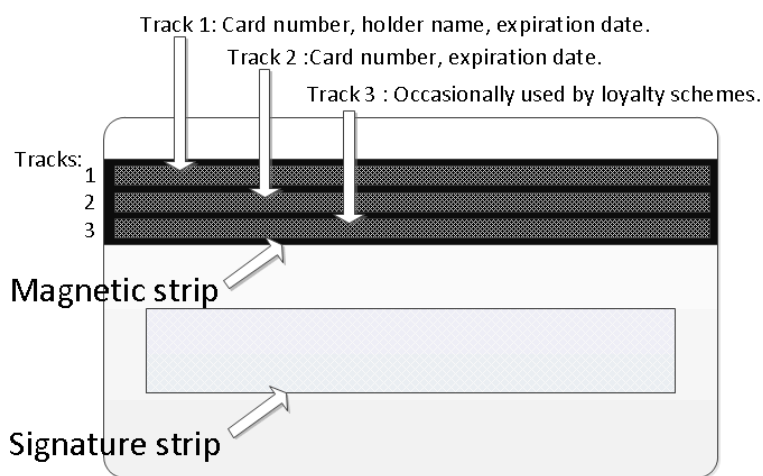 Track 1: Card number, holder name, expiration date.
Track 2 :Card number, expiration date.
Track 3 : Occasionally used by loyalty schemes.
Tracks:
1
2
3
Magnetic strip
Signature strip